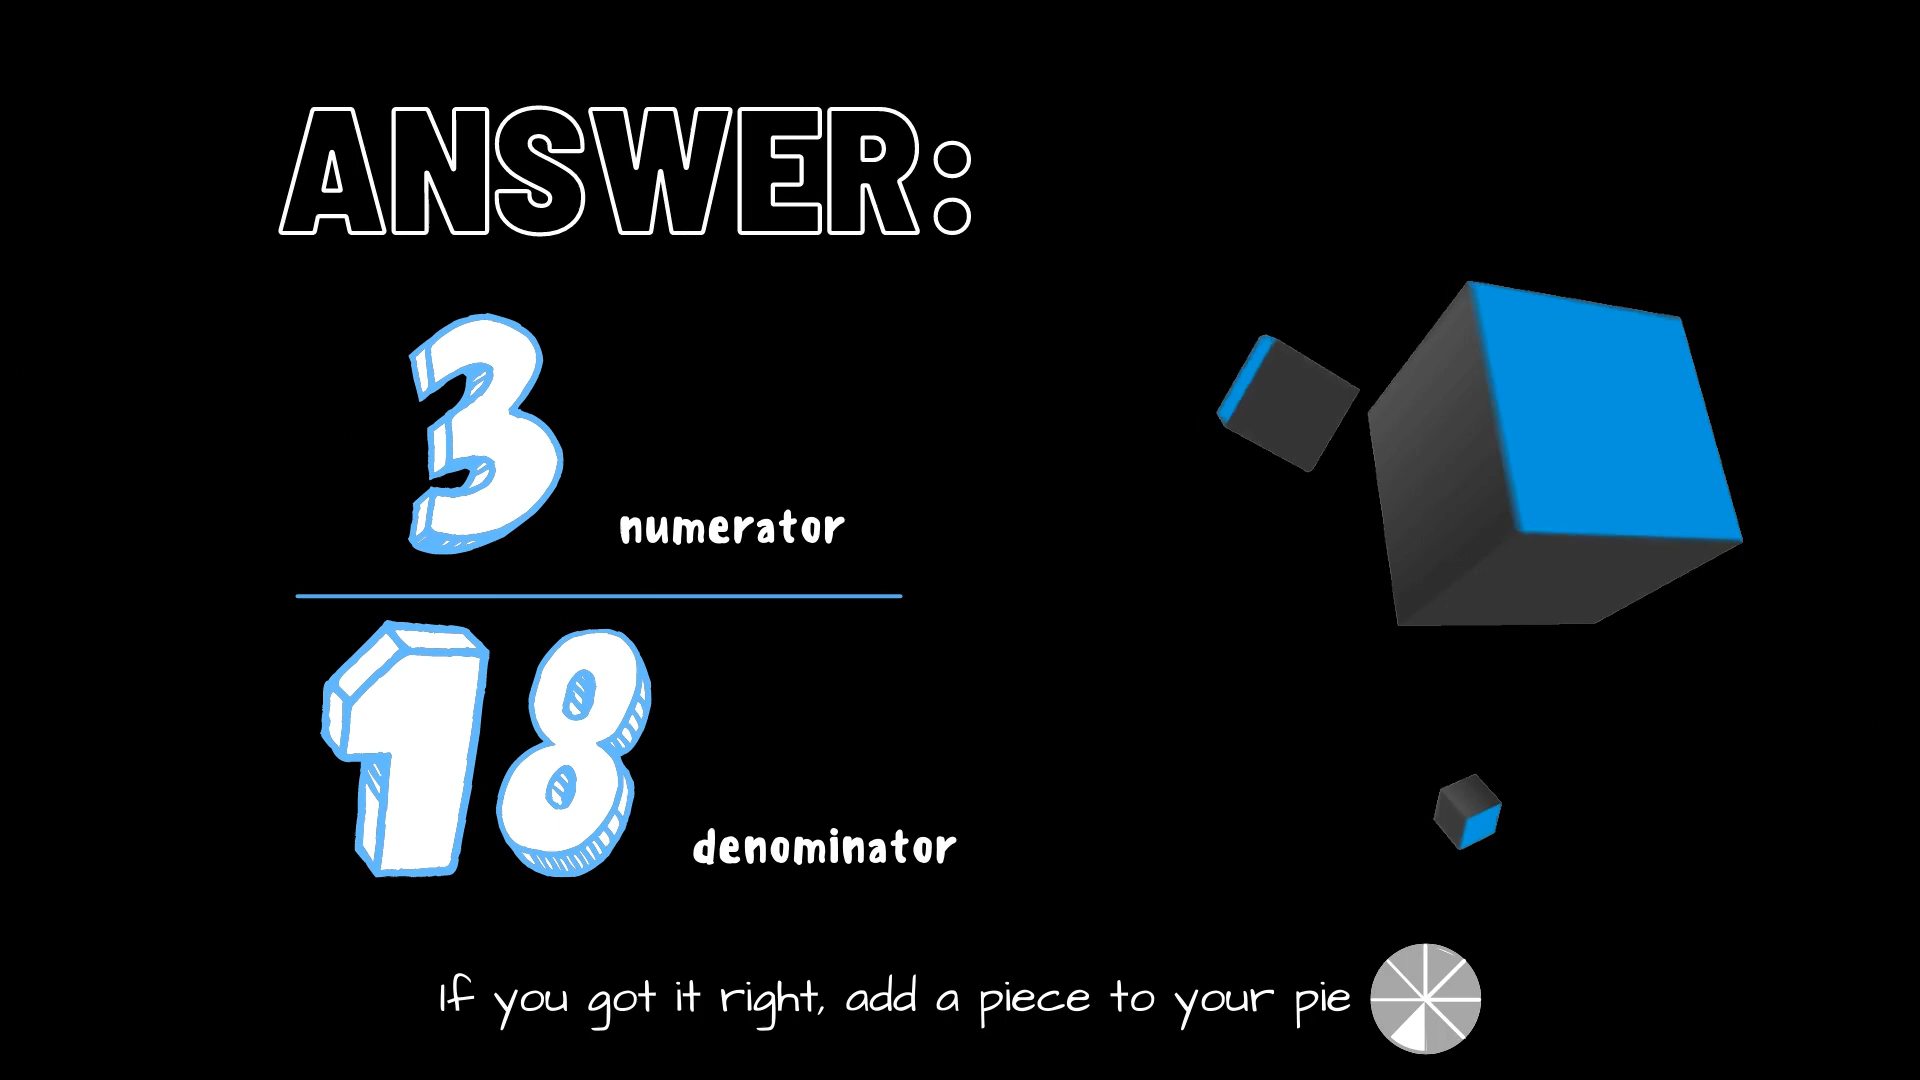 ANSWER:
3
numerator
18
denominator
If you got it right, add a piece to your pie